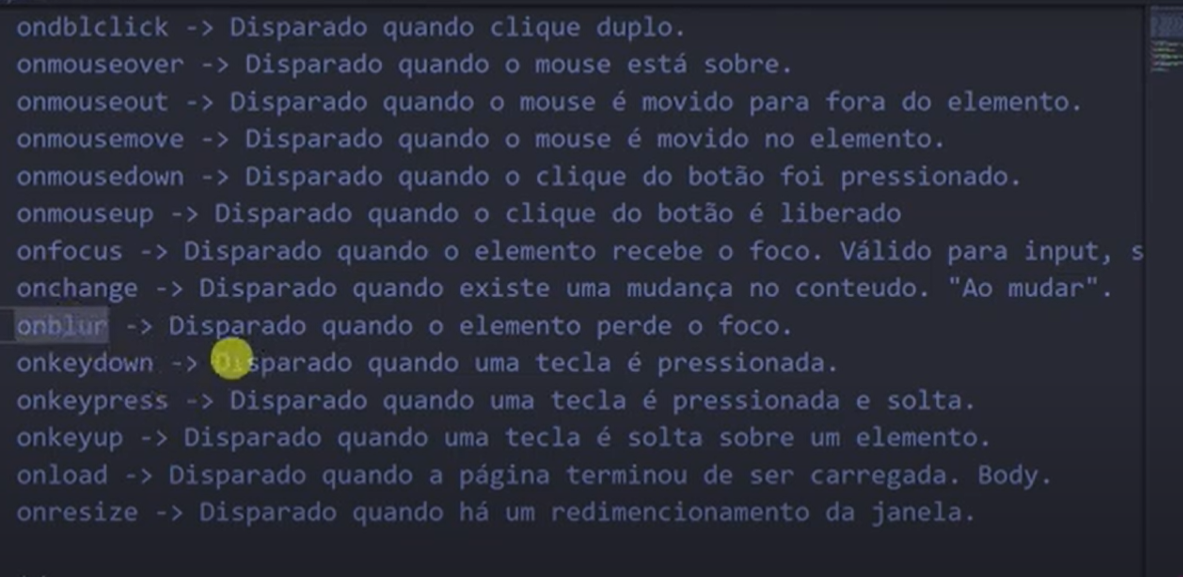 ondblclick -> Disparado quando clique duplo.
onmouseover -> Disparado quando o mouse está sobre.
onmouseout -> Disparado quando o mouse é movido para fora do elemento.
onmousemove -> Disparado quando o mouse é movido no elemento.
onmousedown -> Disparado quando o clique do botão foi pressionado.
onmouseup -> Disparado quando o clique do botão é liberado
onfocus -> Disparado quando o elemento recebe o foco. Válido para input, s
onchange -> Disparado quando existe uma mudança no conteudo. "Ao mudar".
onblur -> Disparado quando o elemento perde o foco.
onkeydown -> Disparado quando uma tecla é pressionada.
onkeypress -> Disparado quando uma tecla é pressionada e solta.
onkeyup -> Disparado quando uma tecla é solta sobre um elemento.
onload -> Disparado quando a página terminou de ser carregada. Body.
onresize -> Disparado quando há um redimencionamento da janela.